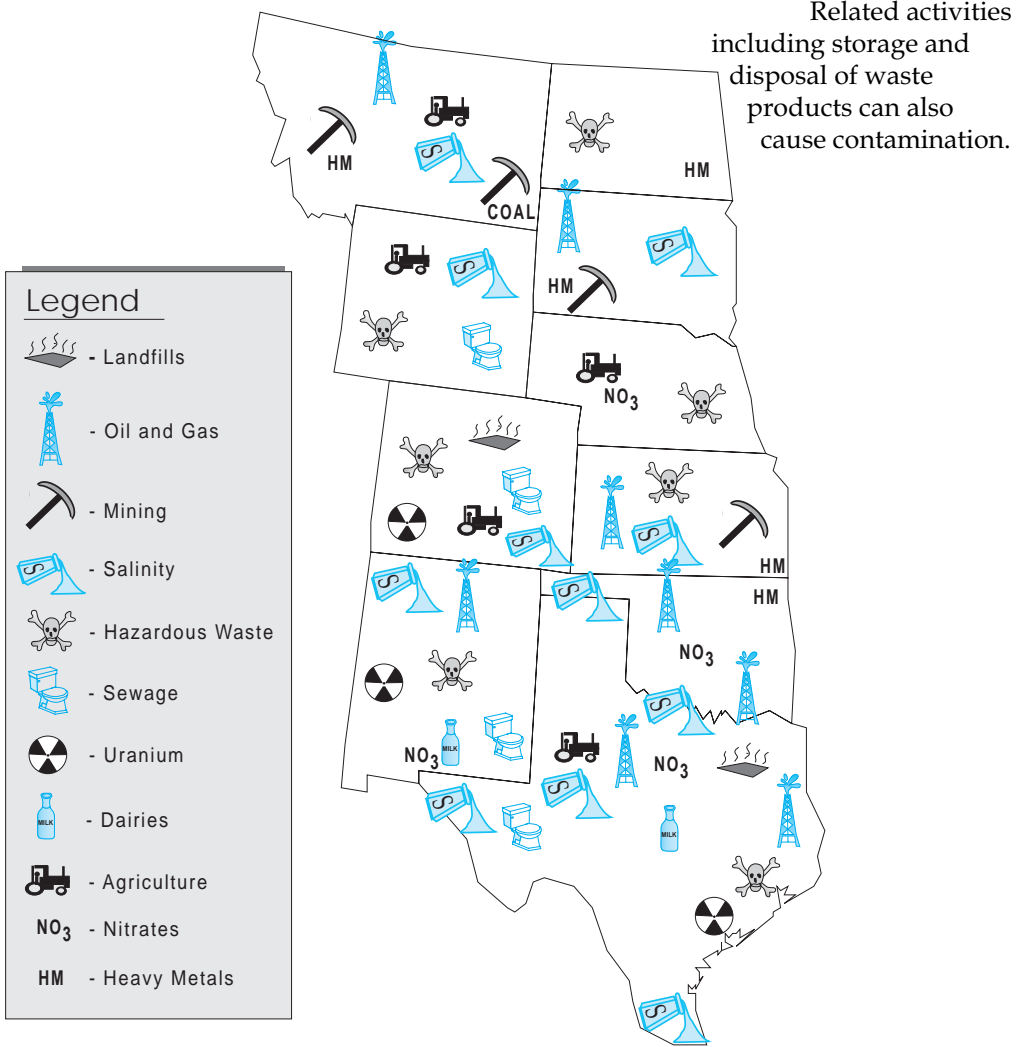 Related activities
including storage and
disposal of waste
products can also
cause contamination.
HM
S
COAL
HM
S
HM
S
NO3
S
S
HM
HM
S
S
NO3
S
NO3
MILK
NO3
S
S
MILK
S
Legend
- Landfills
- Oil and Gas
- Mining
S - Salinity
- Hazardous Waste
- Sewage
- Uranium
MILK - Dairies
- Agriculture
NO3 - Nitrates
HM - Heavy Metals